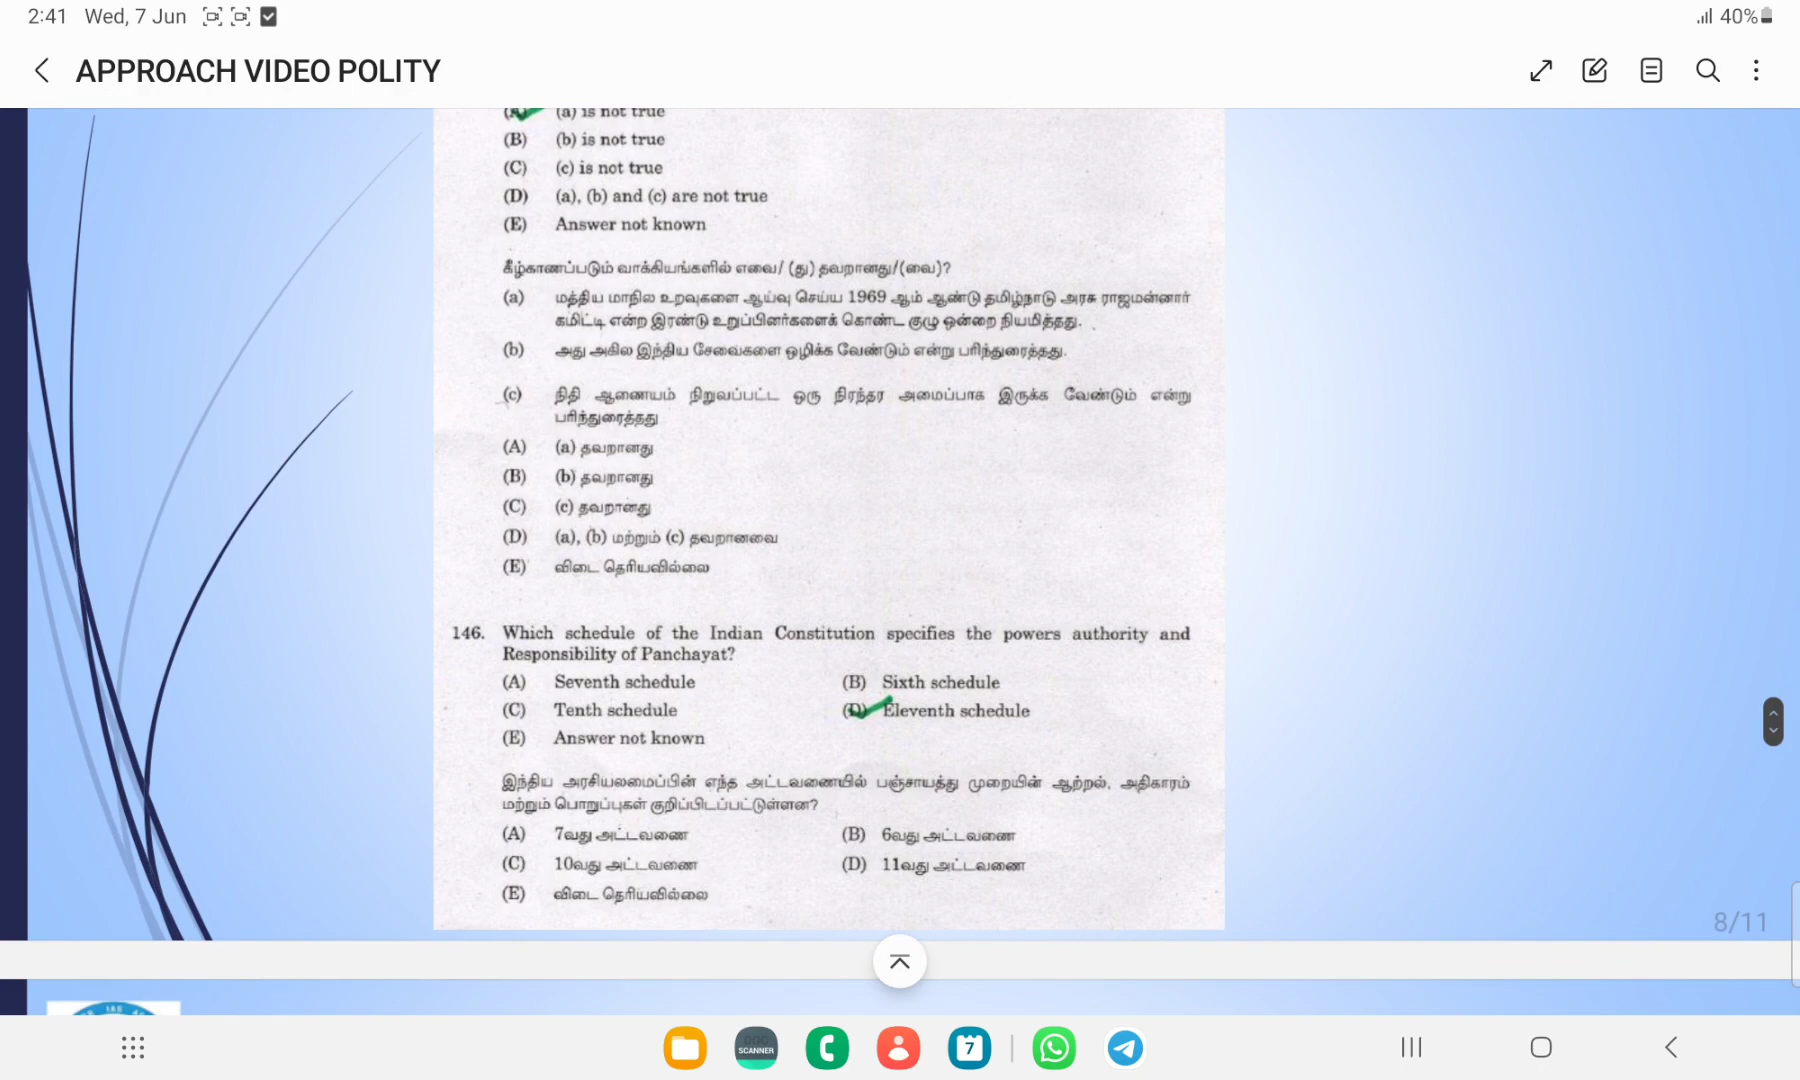 2:41 Wed, 7 Jun
40%
APPROACH VIDEO POLITY
(a) is not true
(B) (b) is not true
(C) (c) is not true
(D) (a), (b) and (c) are not true
(E) Answer not known
கீழ்காணப்படும் வாக்கியங்களில் எவை/ (து) தவறானது/(வை)?
(a) மத்திய மாநில உறவுகளை ஆய்வு செய்ய 1969 ஆம் ஆண்டு தமிழ்நாடு அரசு ராஜமன்னார்
கமிட்டி என்ற இரண்டு உறுப்பினர்களைக் கொண்ட குழு ஒன்றை நியமித்தது.
(b) அது அகில இந்திய சேவைகளை ஒழிக்க வேண்டும் என்று பரிந்துரைத்தது.
(c) நிதி ஆணையம் நிறுவப்பட்ட ஒரு நிரந்தர அமைப்பாக இருக்க வேண்டும் என்று
பரிந்துரைத்தது
(A) (a) தவறானது
(B) (b) தவறானது
(C) (c) தவறானது
(D) (a), (b) மற்றும் (c) தவறானவை
(E) விடை தெரியவில்லை
146. Which schedule of the Indian Constitution specifies the powers authority and
Responsibility of Panchayat?
(A) Seventh schedule (B) Sixth schedule
(C) Tenth schedule (D) Eleventh schedule
(E) Answer not known
இந்திய அரசியலமைப்பின் எந்த அட்டவணையில் பஞ்சாயத்து முறையின் ஆற்றல், அதிகாரம்
மற்றும் பொறுப்புகள் குறிப்பிடப்பட்டுள்ளன?
(A) 7வது அட்டவணை (B) 6வது அட்டவணை
(C) 10வது அட்டவணை (D) 11வது அட்டவணை
(E) விடை தெரியவில்லை
8/11
IAS
DOC
SCANNER
7